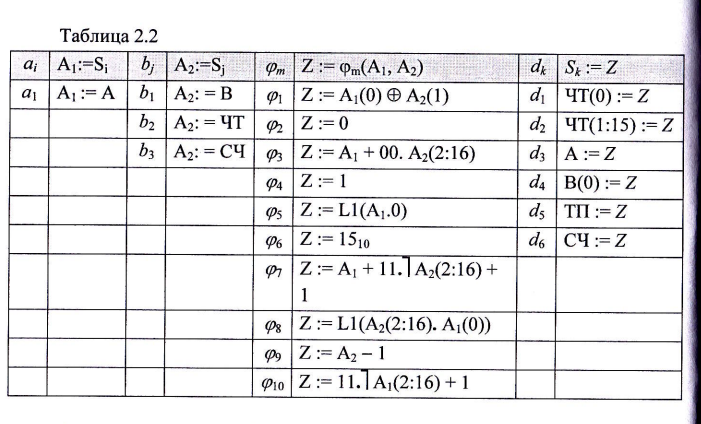 Таблица 2.2
aᵢ A₁:=Sᵢ bⱼ A₂:=Sⱼ φₘ Z := φₘ(A₁, A₂) dₖ Sₖ := Z
a₁ A₁ := A b₁ A₂: = B φ₁ Z := A₁(0) ⊕ A₂(1) d₁ ЧТ(0) := Z
b₂ A₂: = ЧТ φ₂ Z := 0 d₂ ЧТ(1:15) := Z
b₃ A₂: = СЧ φ₃ Z := A₁ + 00. A₂(2:16) d₃ A := Z
φ₄ Z := 1 d₄ B(0) := Z
φ₅ Z := L1(A₁.0) d₅ ТП := Z
φ₆ Z := 15₁₀ d₆ СЧ := Z
φ₇ Z := A₁ + 11.⌉A₂(2:16) +
1
φ₈ Z := L1(A₂(2:16). A₁(0))
φ₉ Z := A₂ – 1
φ₁₀ Z := 11.⌉A₁(2:16) + 1